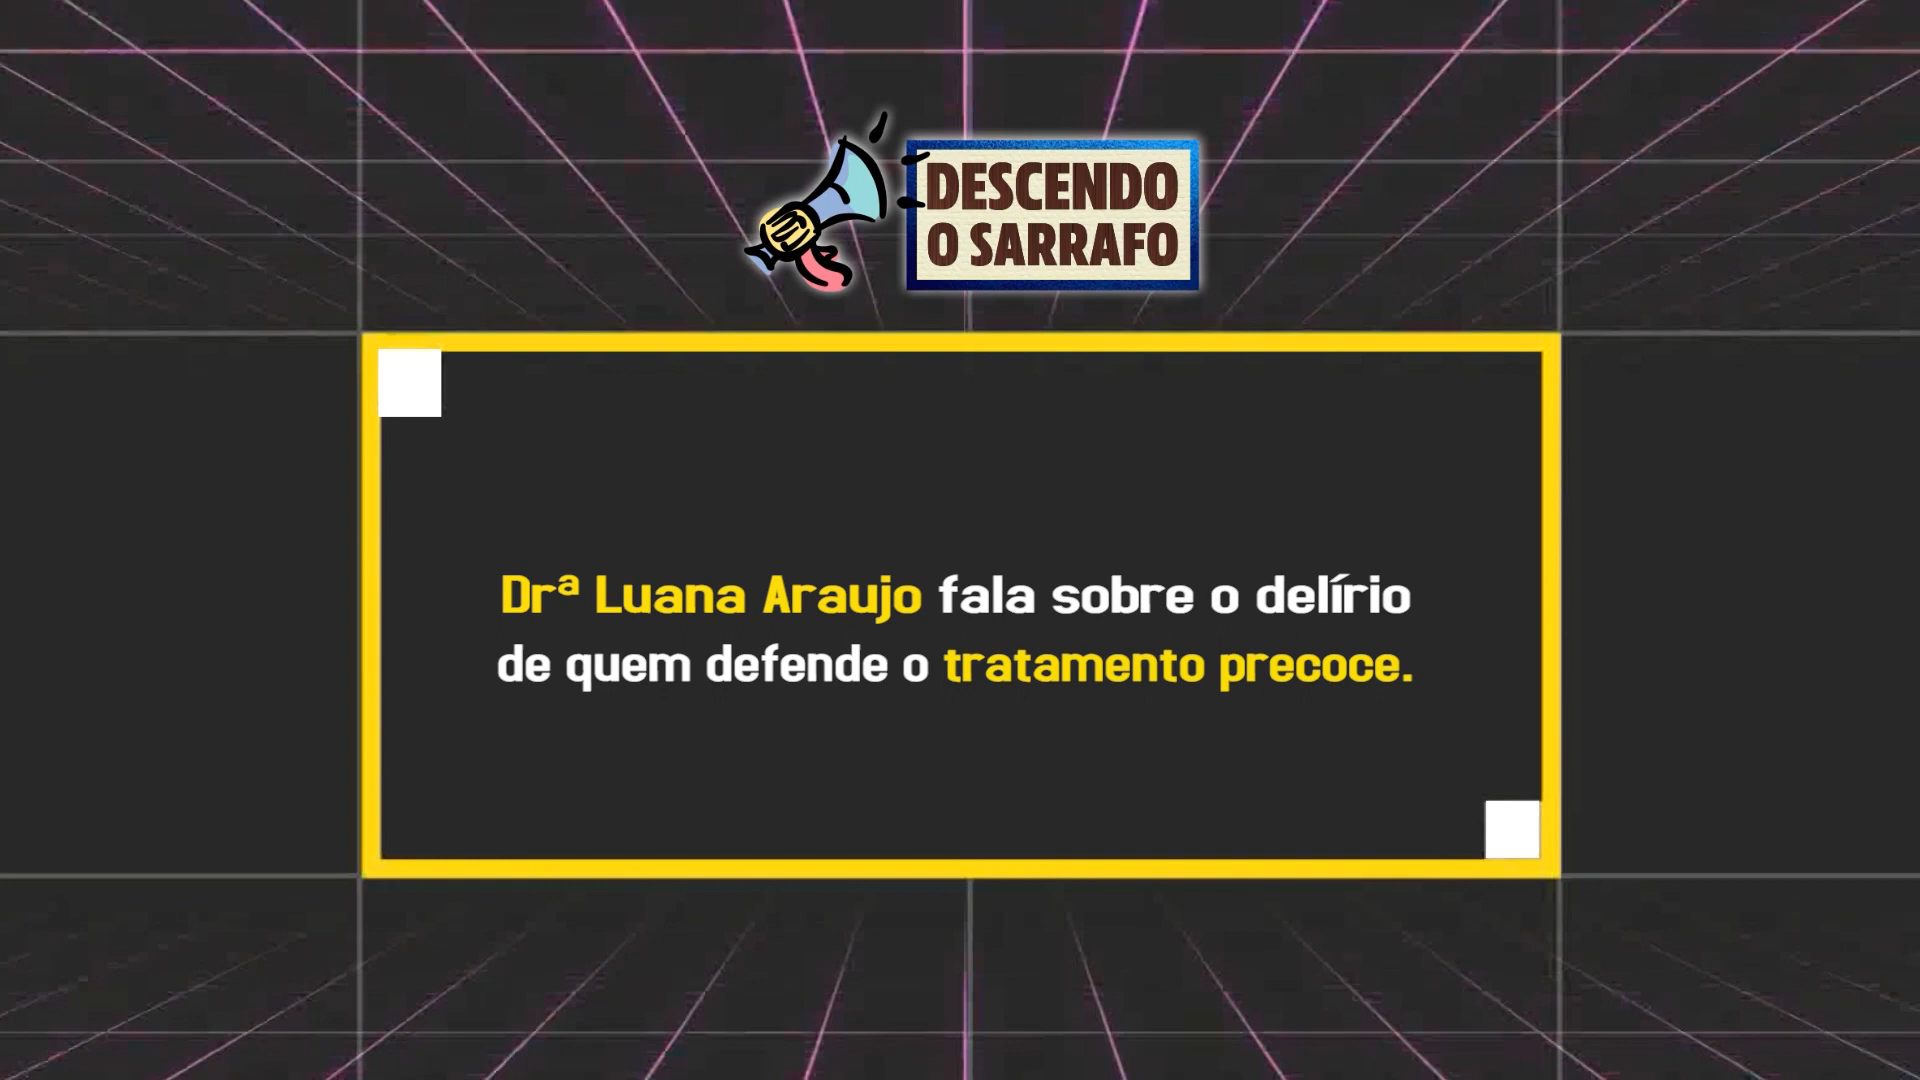 DESCENDO
O SARRAFO
Drª Luana Araujo fala sobre o delírio
de quem defende o tratamento precoce.